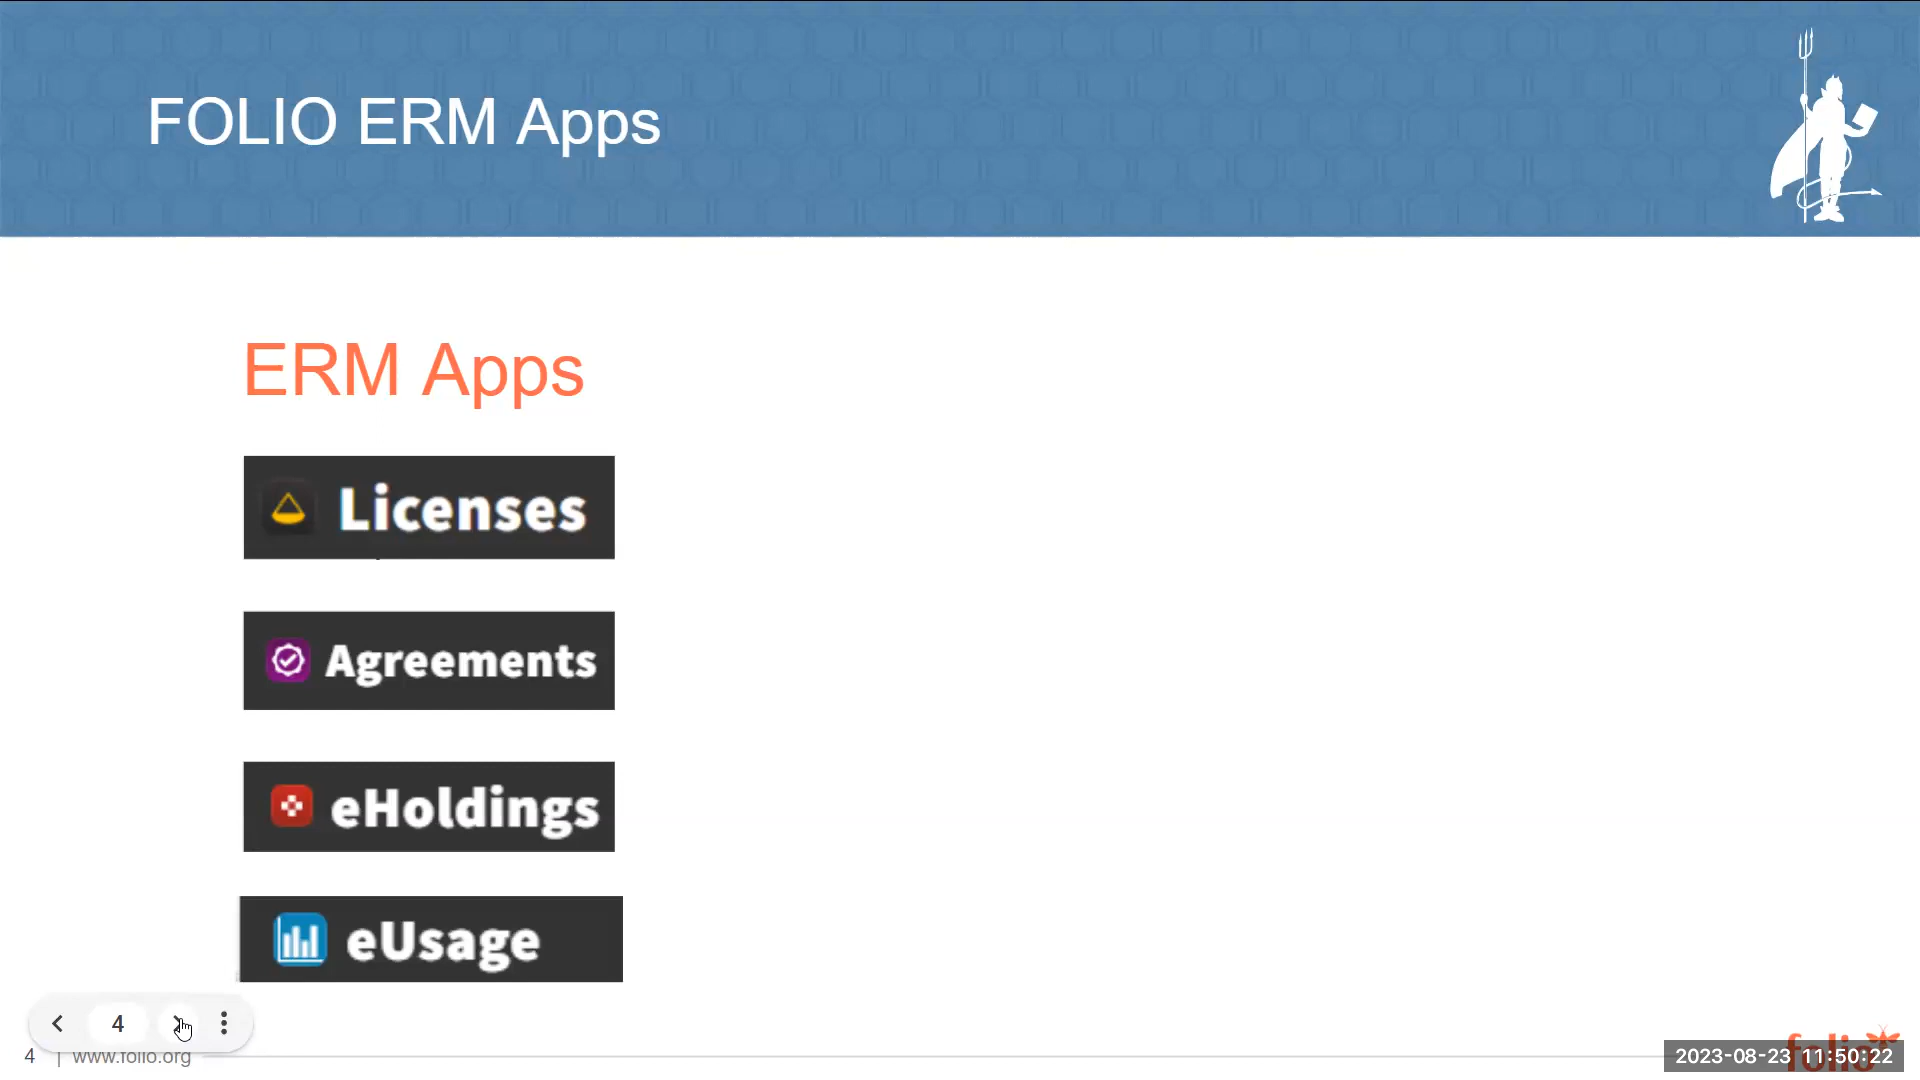 FOLIO ERM Apps
ERM Apps
Licenses
Agreements
eHoldings
eUsage
4
4 | www.folio.org
folio
2023-08-23 11:50:22